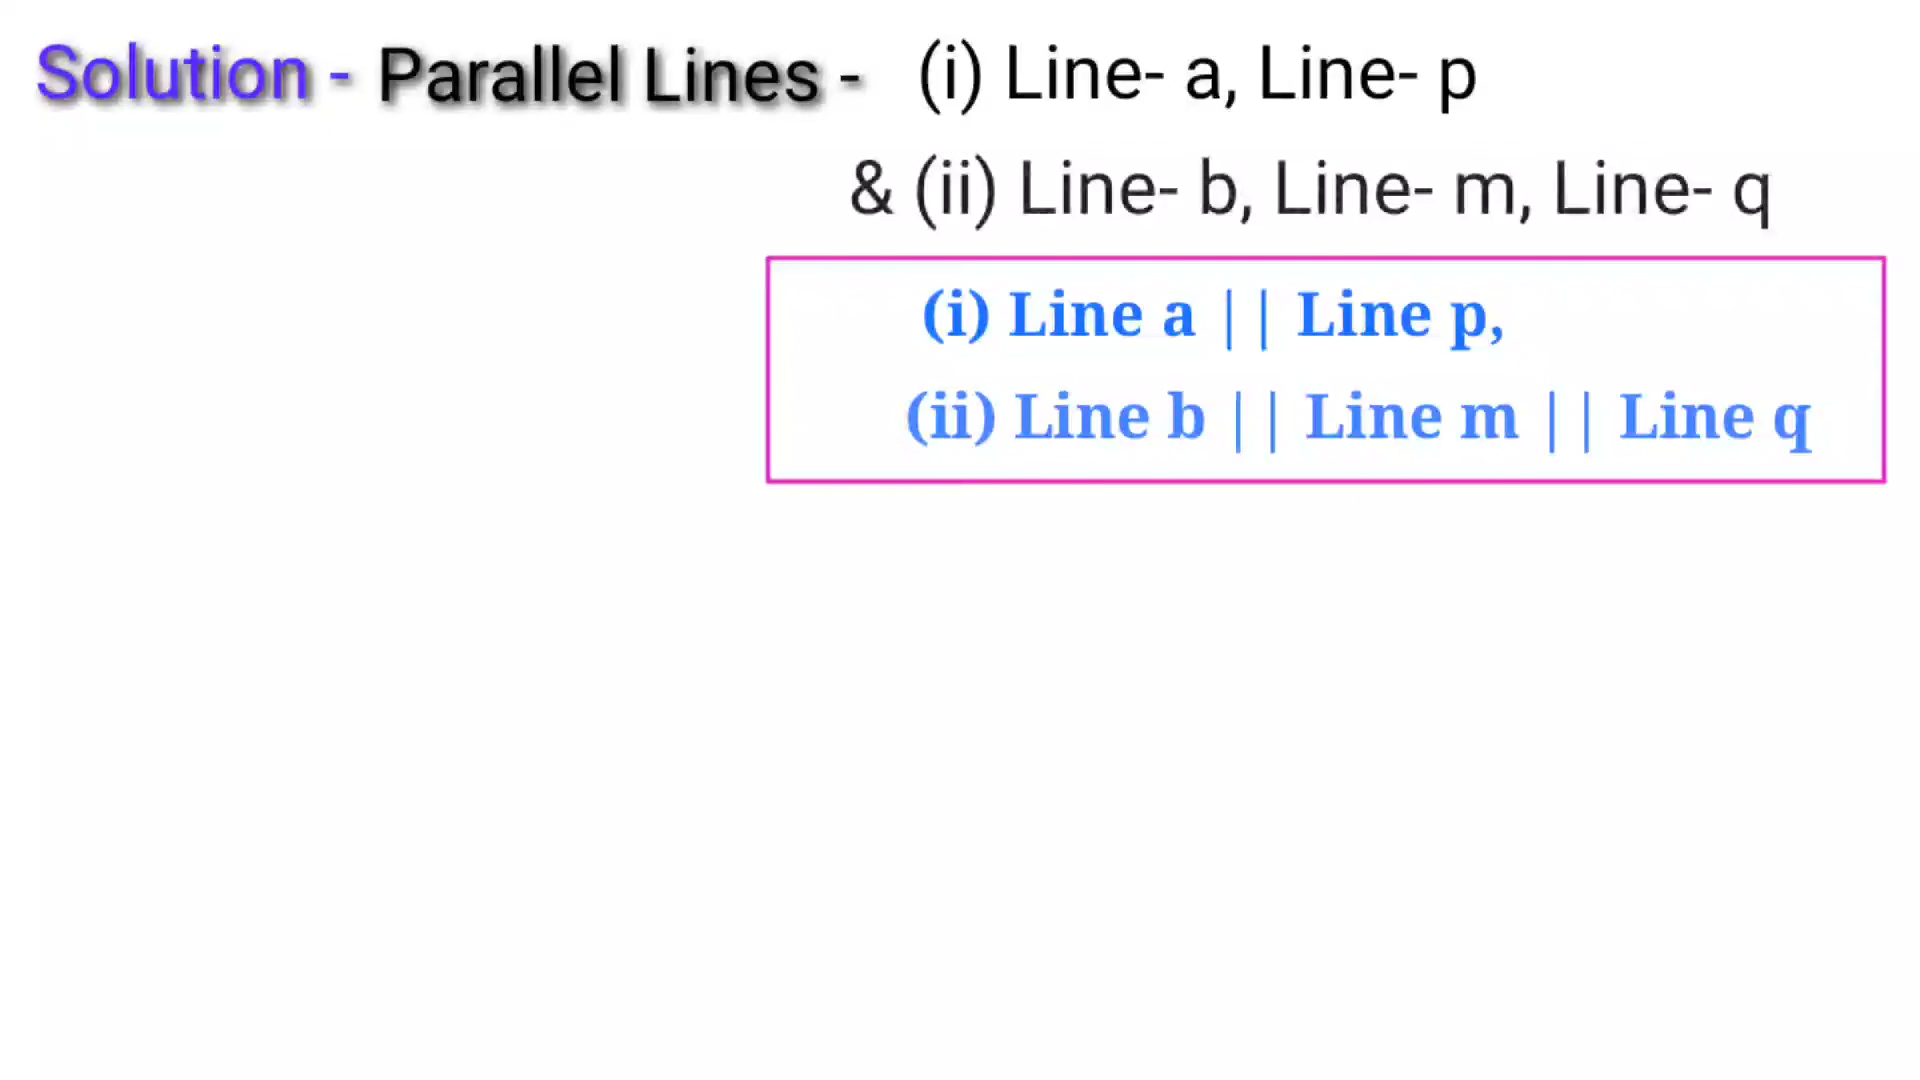 Solution - Parallel Lines - (i) Line- a, Line- p
& (ii) Line- b, Line- m, Line- q
(i) Line a || Line p,
(ii) Line b || Line m || Line q